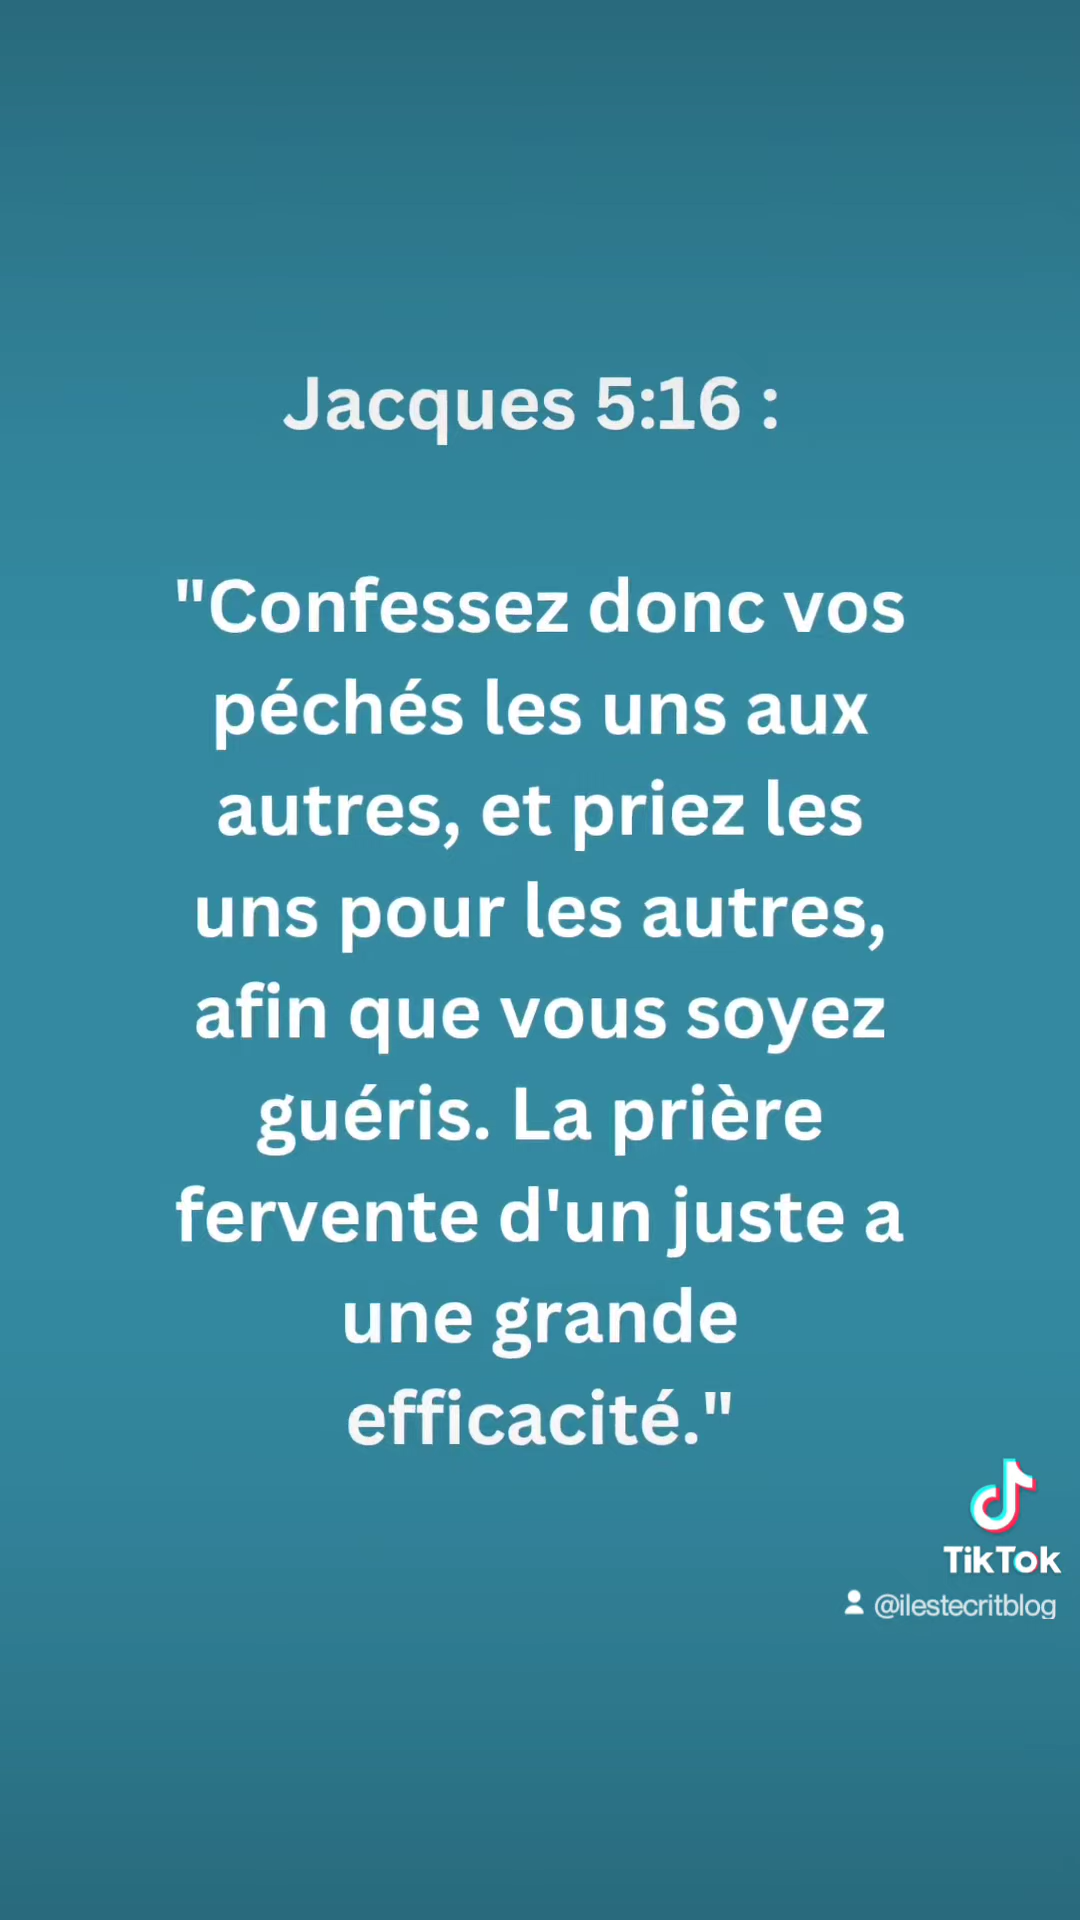 Jacques 5:16 :
"Confessez donc vos
péchés les uns aux
autres, et priez les
uns pour les autres,
afin que vous soyez
guéris. La prière
fervente d'un juste a
une grande
efficacité."
TikTok
@ilestecritblog